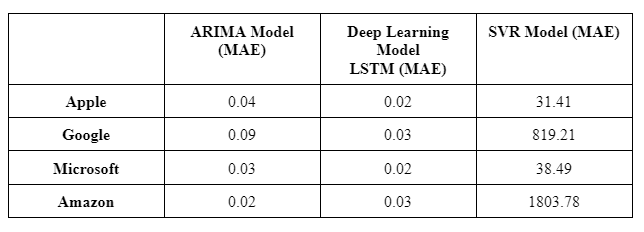 ARIMA Model (MAE)
Deep Learning Model LSTM (MAE)
SVR Model (MAE)
Apple 0.04 0.02 31.41
Google 0.09 0.03 819.21
Microsoft 0.03 0.02 38.49
Amazon 0.02 0.03 1803.78